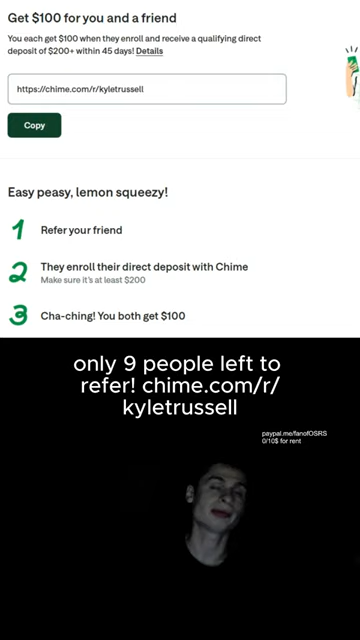 Get $100 for you and a friend
You each get $100 when they enroll and receive a qualifying direct
deposit of $200+ within 45 days! Details
https://chime.com/r/kyletrussell
Copy
Easy peasy, lemon squeezy!
1 Refer your friend
2 They enroll their direct deposit with Chime
Make sure it's at least $200
3 Cha-ching! You both get $100
only 9 people left to
refer! chime.com/r/
kyletrussell
paypal.me/fanofOSRS
0/10$ for rent